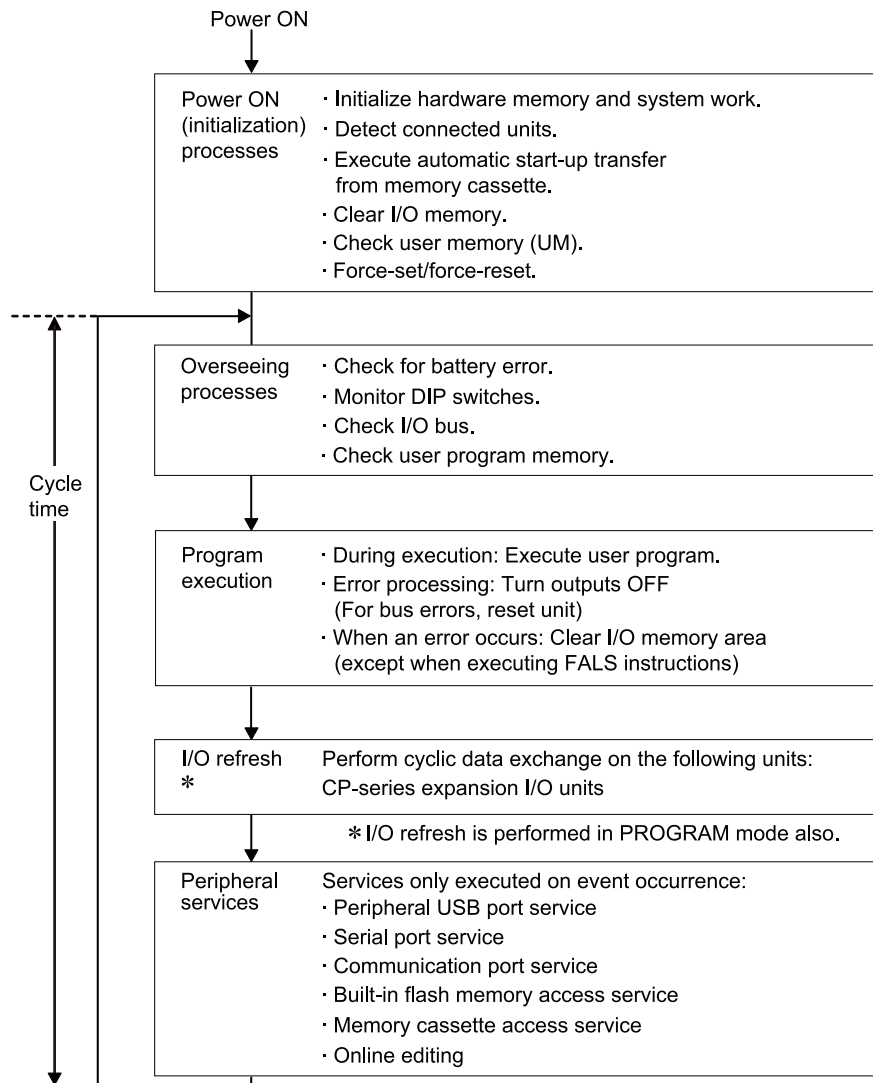 Power ON
Power ON
(initialization)
processes
· Initialize hardware memory and system work.
· Detect connected units.
· Execute automatic start-up transfer
from memory cassette.
· Clear I/O memory.
· Check user memory (UM).
· Force-set/force-reset.
Cycle
time
Overseeing
processes
· Check for battery error.
· Monitor DIP switches.
· Check I/O bus.
· Check user program memory.
Program
execution
· During execution: Execute user program.
· Error processing: Turn outputs OFF
(For bus errors, reset unit)
· When an error occurs: Clear I/O memory area
(except when executing FALS instructions)
I/O refresh
*
Perform cyclic data exchange on the following units:
CP-series expansion I/O units
* I/O refresh is performed in PROGRAM mode also.
Peripheral
services
Services only executed on event occurrence:
· Peripheral USB port service
· Serial port service
· Communication port service
· Built-in flash memory access service
· Memory cassette access service
· Online editing